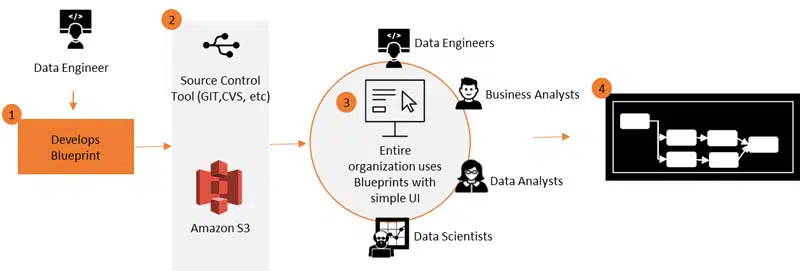 Data Engineer
1
Develops
Blueprint
2
Source Control
Tool (GIT,CVS, etc)
Amazon S3
Data Engineers
3
Business Analysts
Entire
organization uses
Blueprints with
simple UI
Data Analysts
Data Scientists
4